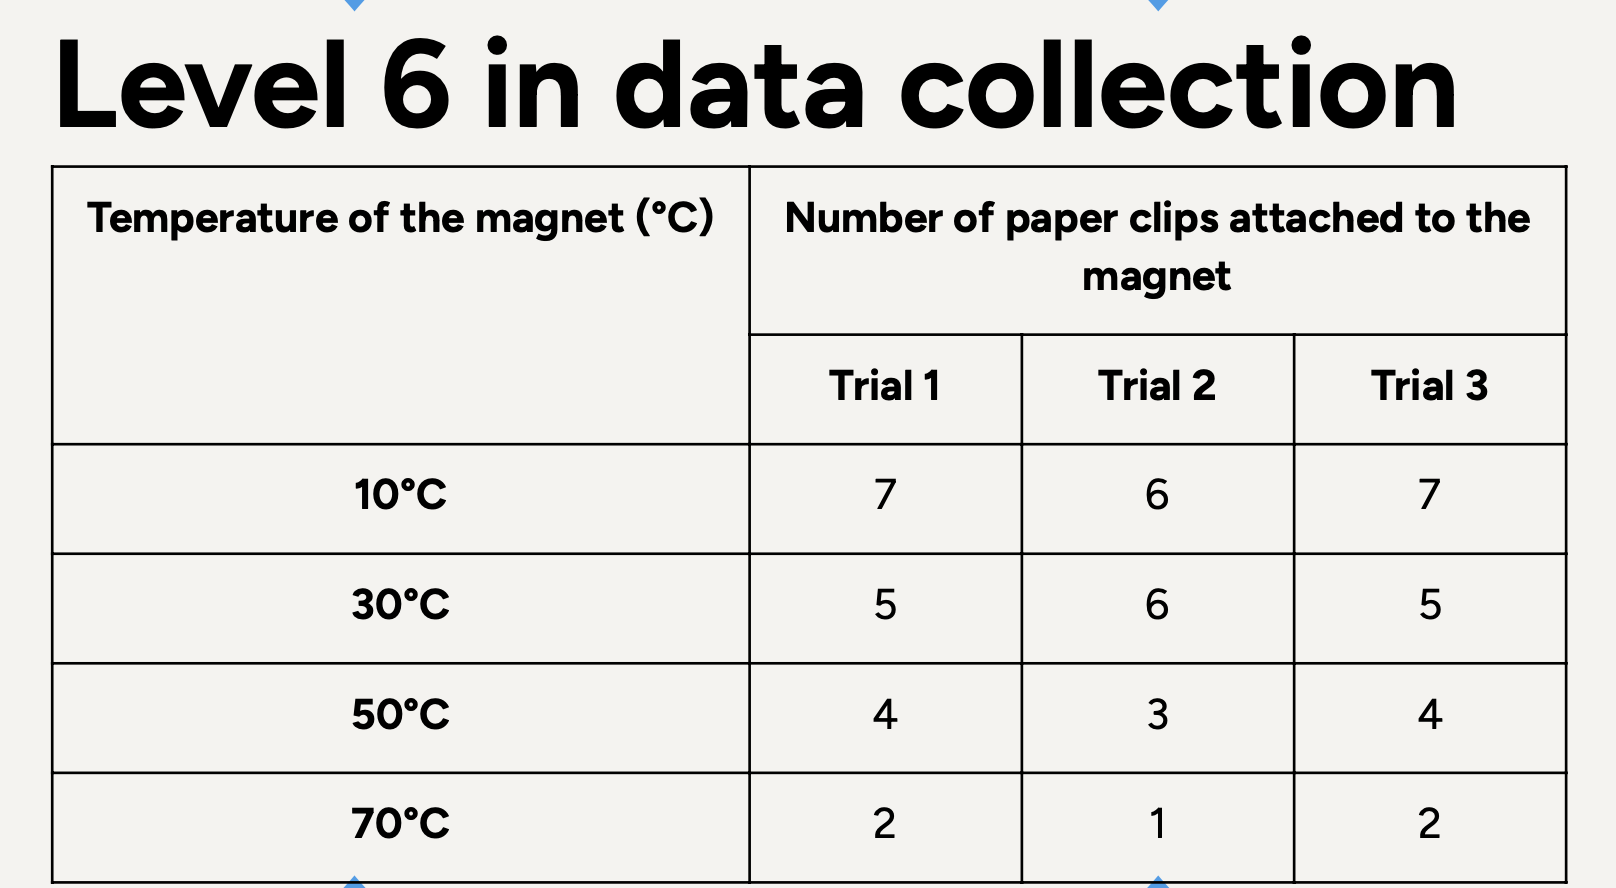 Level 6 in data collection
Temperature of the magnet (°C)
Number of paper clips attached to the
magnet
Trial 1
Trial 2
Trial 3
10°C
7
6
7
30°C
5
6
5
50°C
4
3
4
70°C
2
1
2